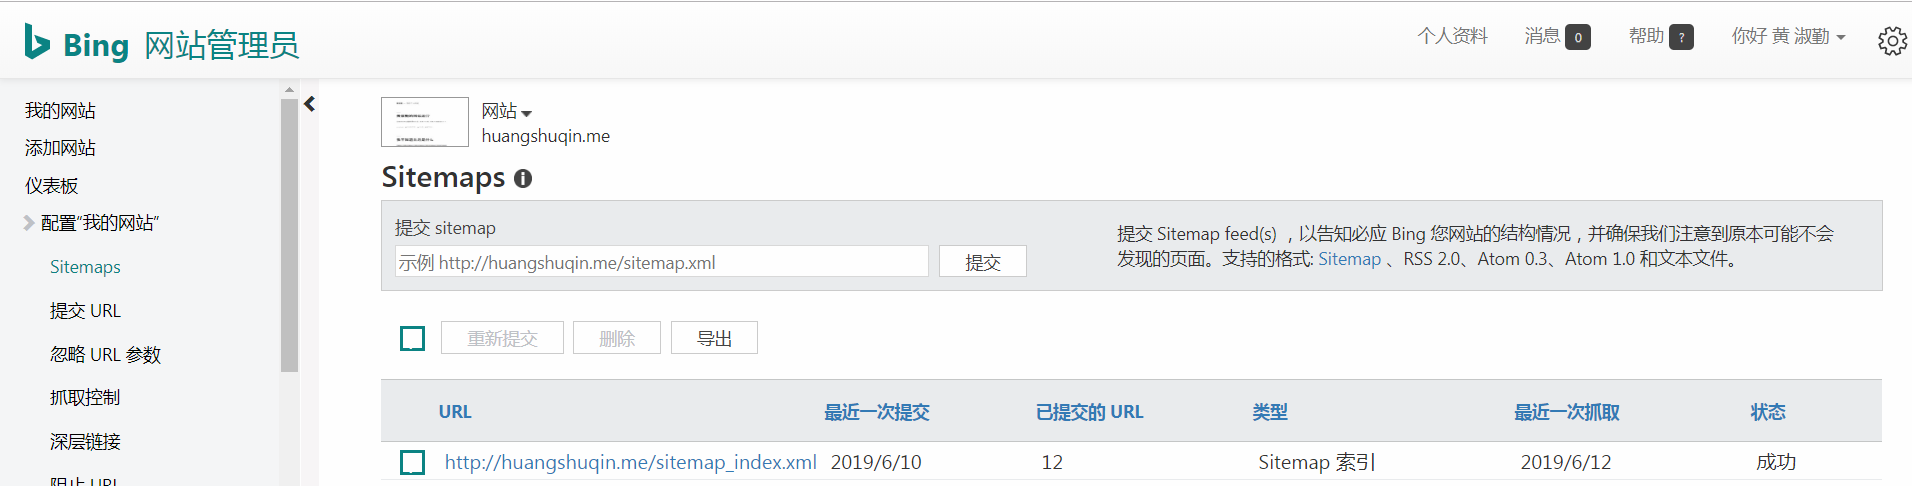 Bing 网站管理员
个人资料 消息 0 帮助 ? 你好 黄 淑勤
我的网站
添加网站
仪表板
配置"我的网站"
Sitemaps
提交 URL
忽略 URL 参数
抓取控制
深层链接
阻止 URL
网站
huangshuqin.me
Sitemaps
提交 sitemap
示例 http://huangshuqin.me/sitemap.xml 提交
提交 Sitemap feed(s) ，以告知必应 Bing 您网站的结构情况，并确保我们注意到原本可能不会
发现的页面。支持的格式: Sitemap 、RSS 2.0、Atom 0.3、Atom 1.0 和文本文件。
重新提交 删除 导出
URL 最近一次提交 已提交的 URL 类型 最近一次抓取 状态
http://huangshuqin.me/sitemap_index.xml 2019/6/10 12 Sitemap 索引 2019/6/12 成功